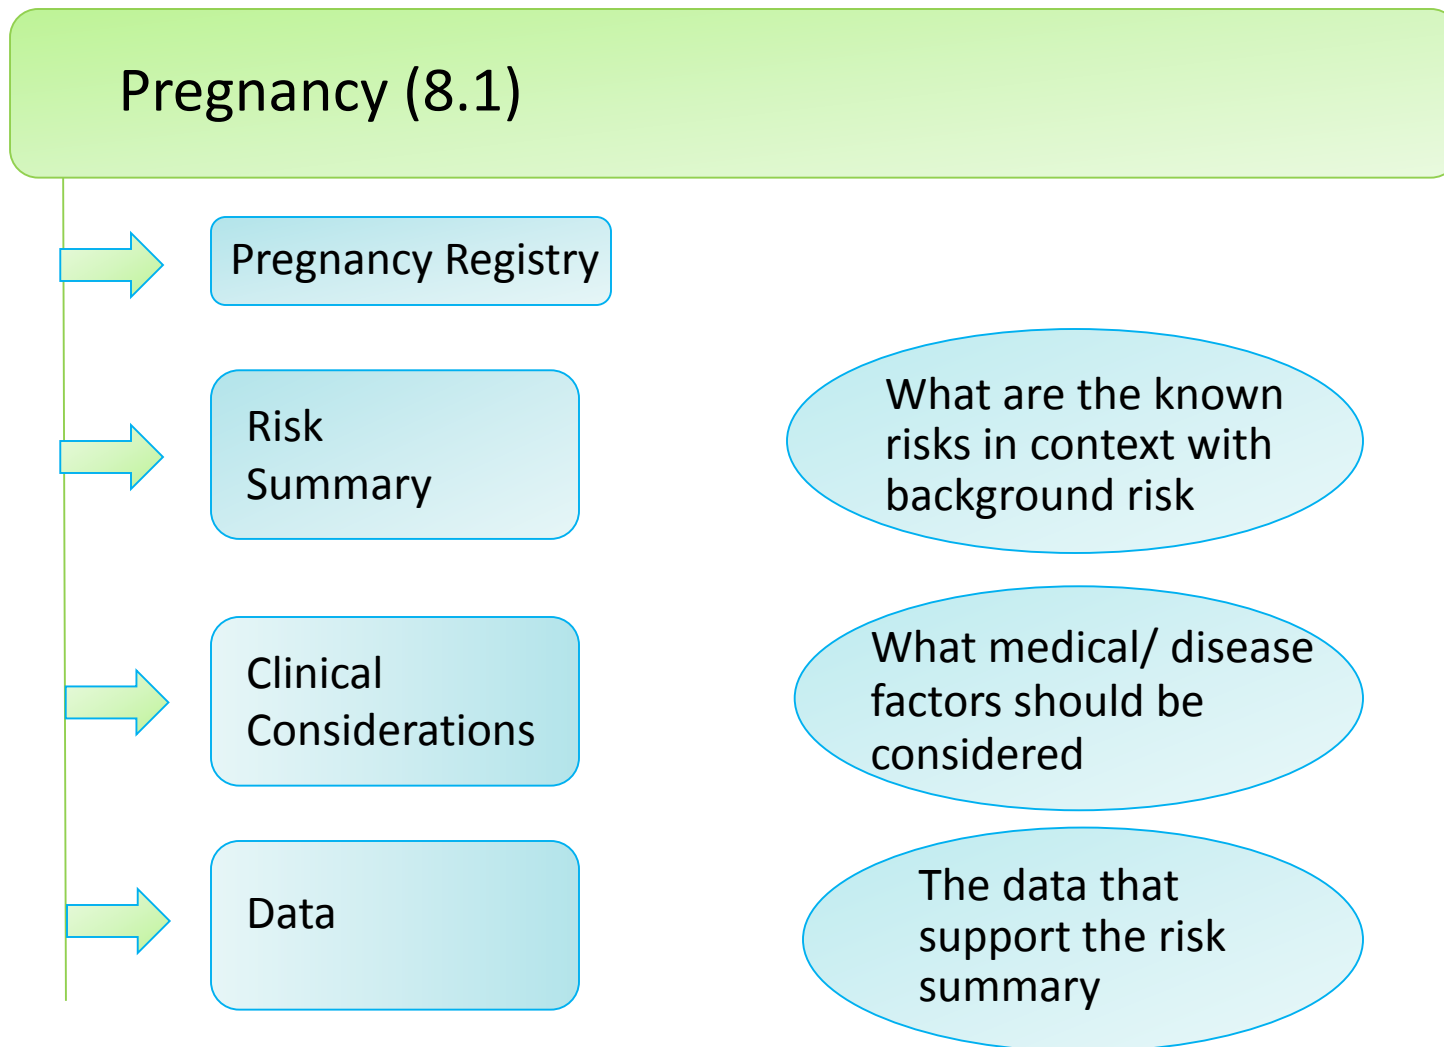 Pregnancy (8.1)
Pregnancy Registry
Risk
Summary
What are the known
risks in context with
background risk
Clinical
Considerations
What medical/ disease
factors should be
considered
Data
The data that
support the risk
summary